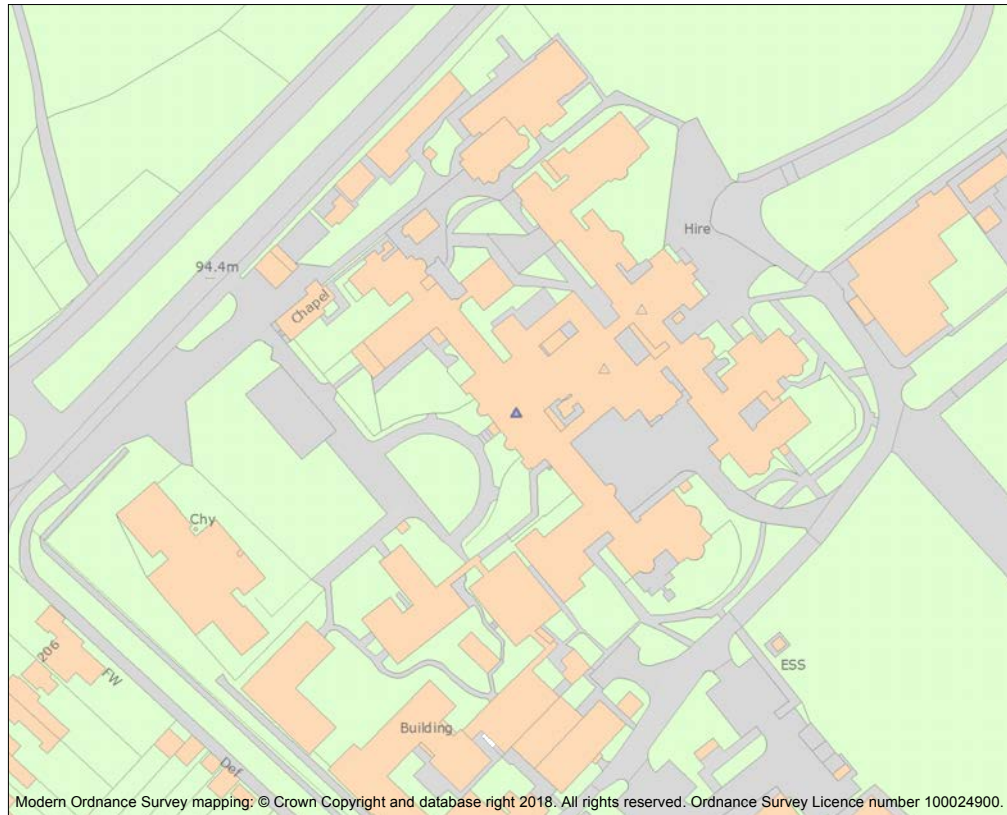 Hire
94.4m
Chapel
Chy
206
FW
ESS
Building
Def
Modern Ordnance Survey mapping: © Crown Copyright and database right 2018. All rights reserved. Ordnance Survey Licence number 100024900.